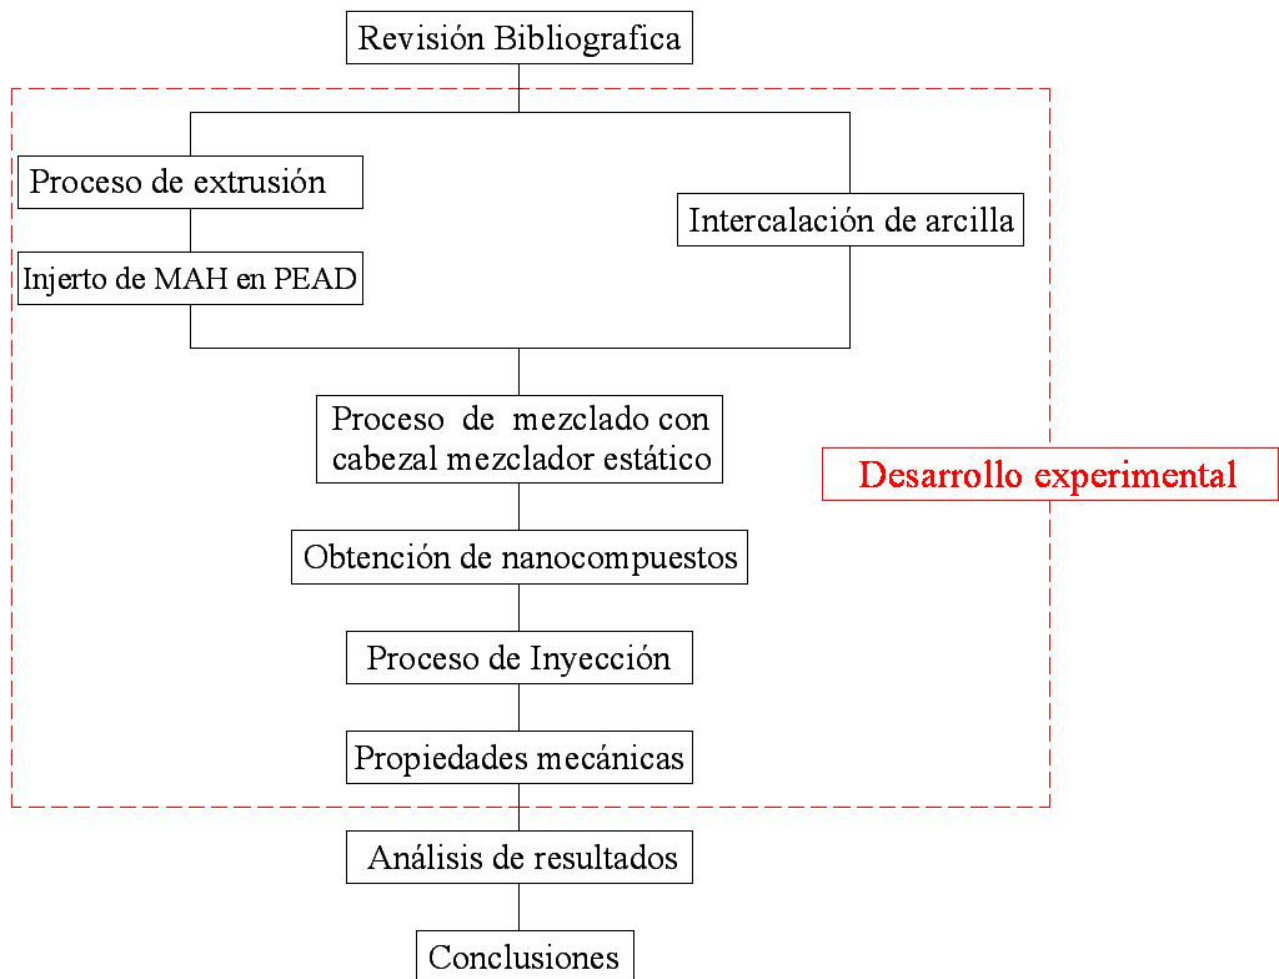 Revisión Bibliografica
Proceso de extrusión
Intercalación de arcilla
Injerto de MAH en PEAD
Proceso de mezclado con
cabezal mezclador estático
Desarrollo experimental
Obtención de nanocompuestos
Proceso de Inyección
Propiedades mecánicas
Análisis de resultados
Conclusiones